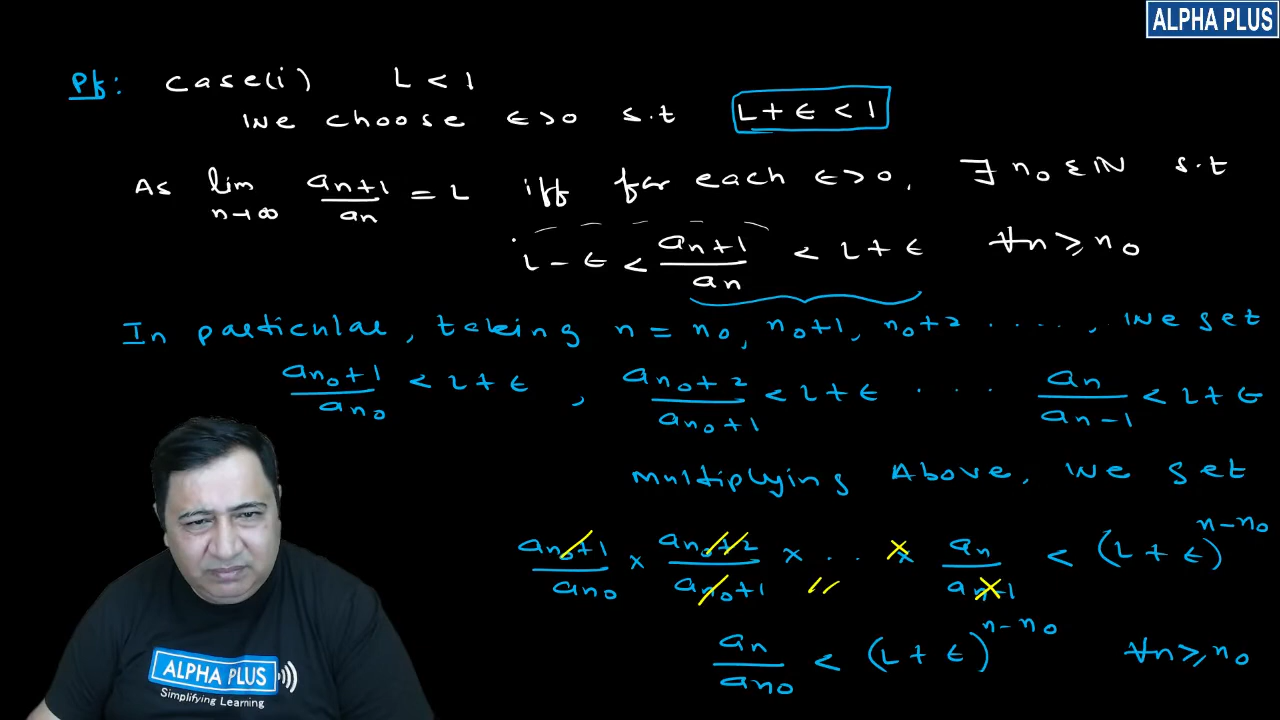 ALPHA PLUS
Pf: Case(i) L < 1
We choose ϵ>0 s.t L + ϵ < 1
As lim n→∞ an+1/an = L iff for each ϵ>0, ∃ n0 ∈ IN s.t
L - ϵ < an+1/an < L + ϵ ∀n ≥ n0
In particular, taking n = n0, n0+1, n0+2 ....., We get
an0+1/an0 < L + ϵ, an0+2/an0+1 < L + ϵ . . . an/an-1 < L + ϵ
Multiplying Above, We get
an0+1/an0 × an0+2/an0+1 × . . × an/an-1 < (L + ϵ)^n-n0
an/an0 < (L + ϵ)^n-n0 ∀n ≥ n0
ALPHA PLUS
Simplifying Learning